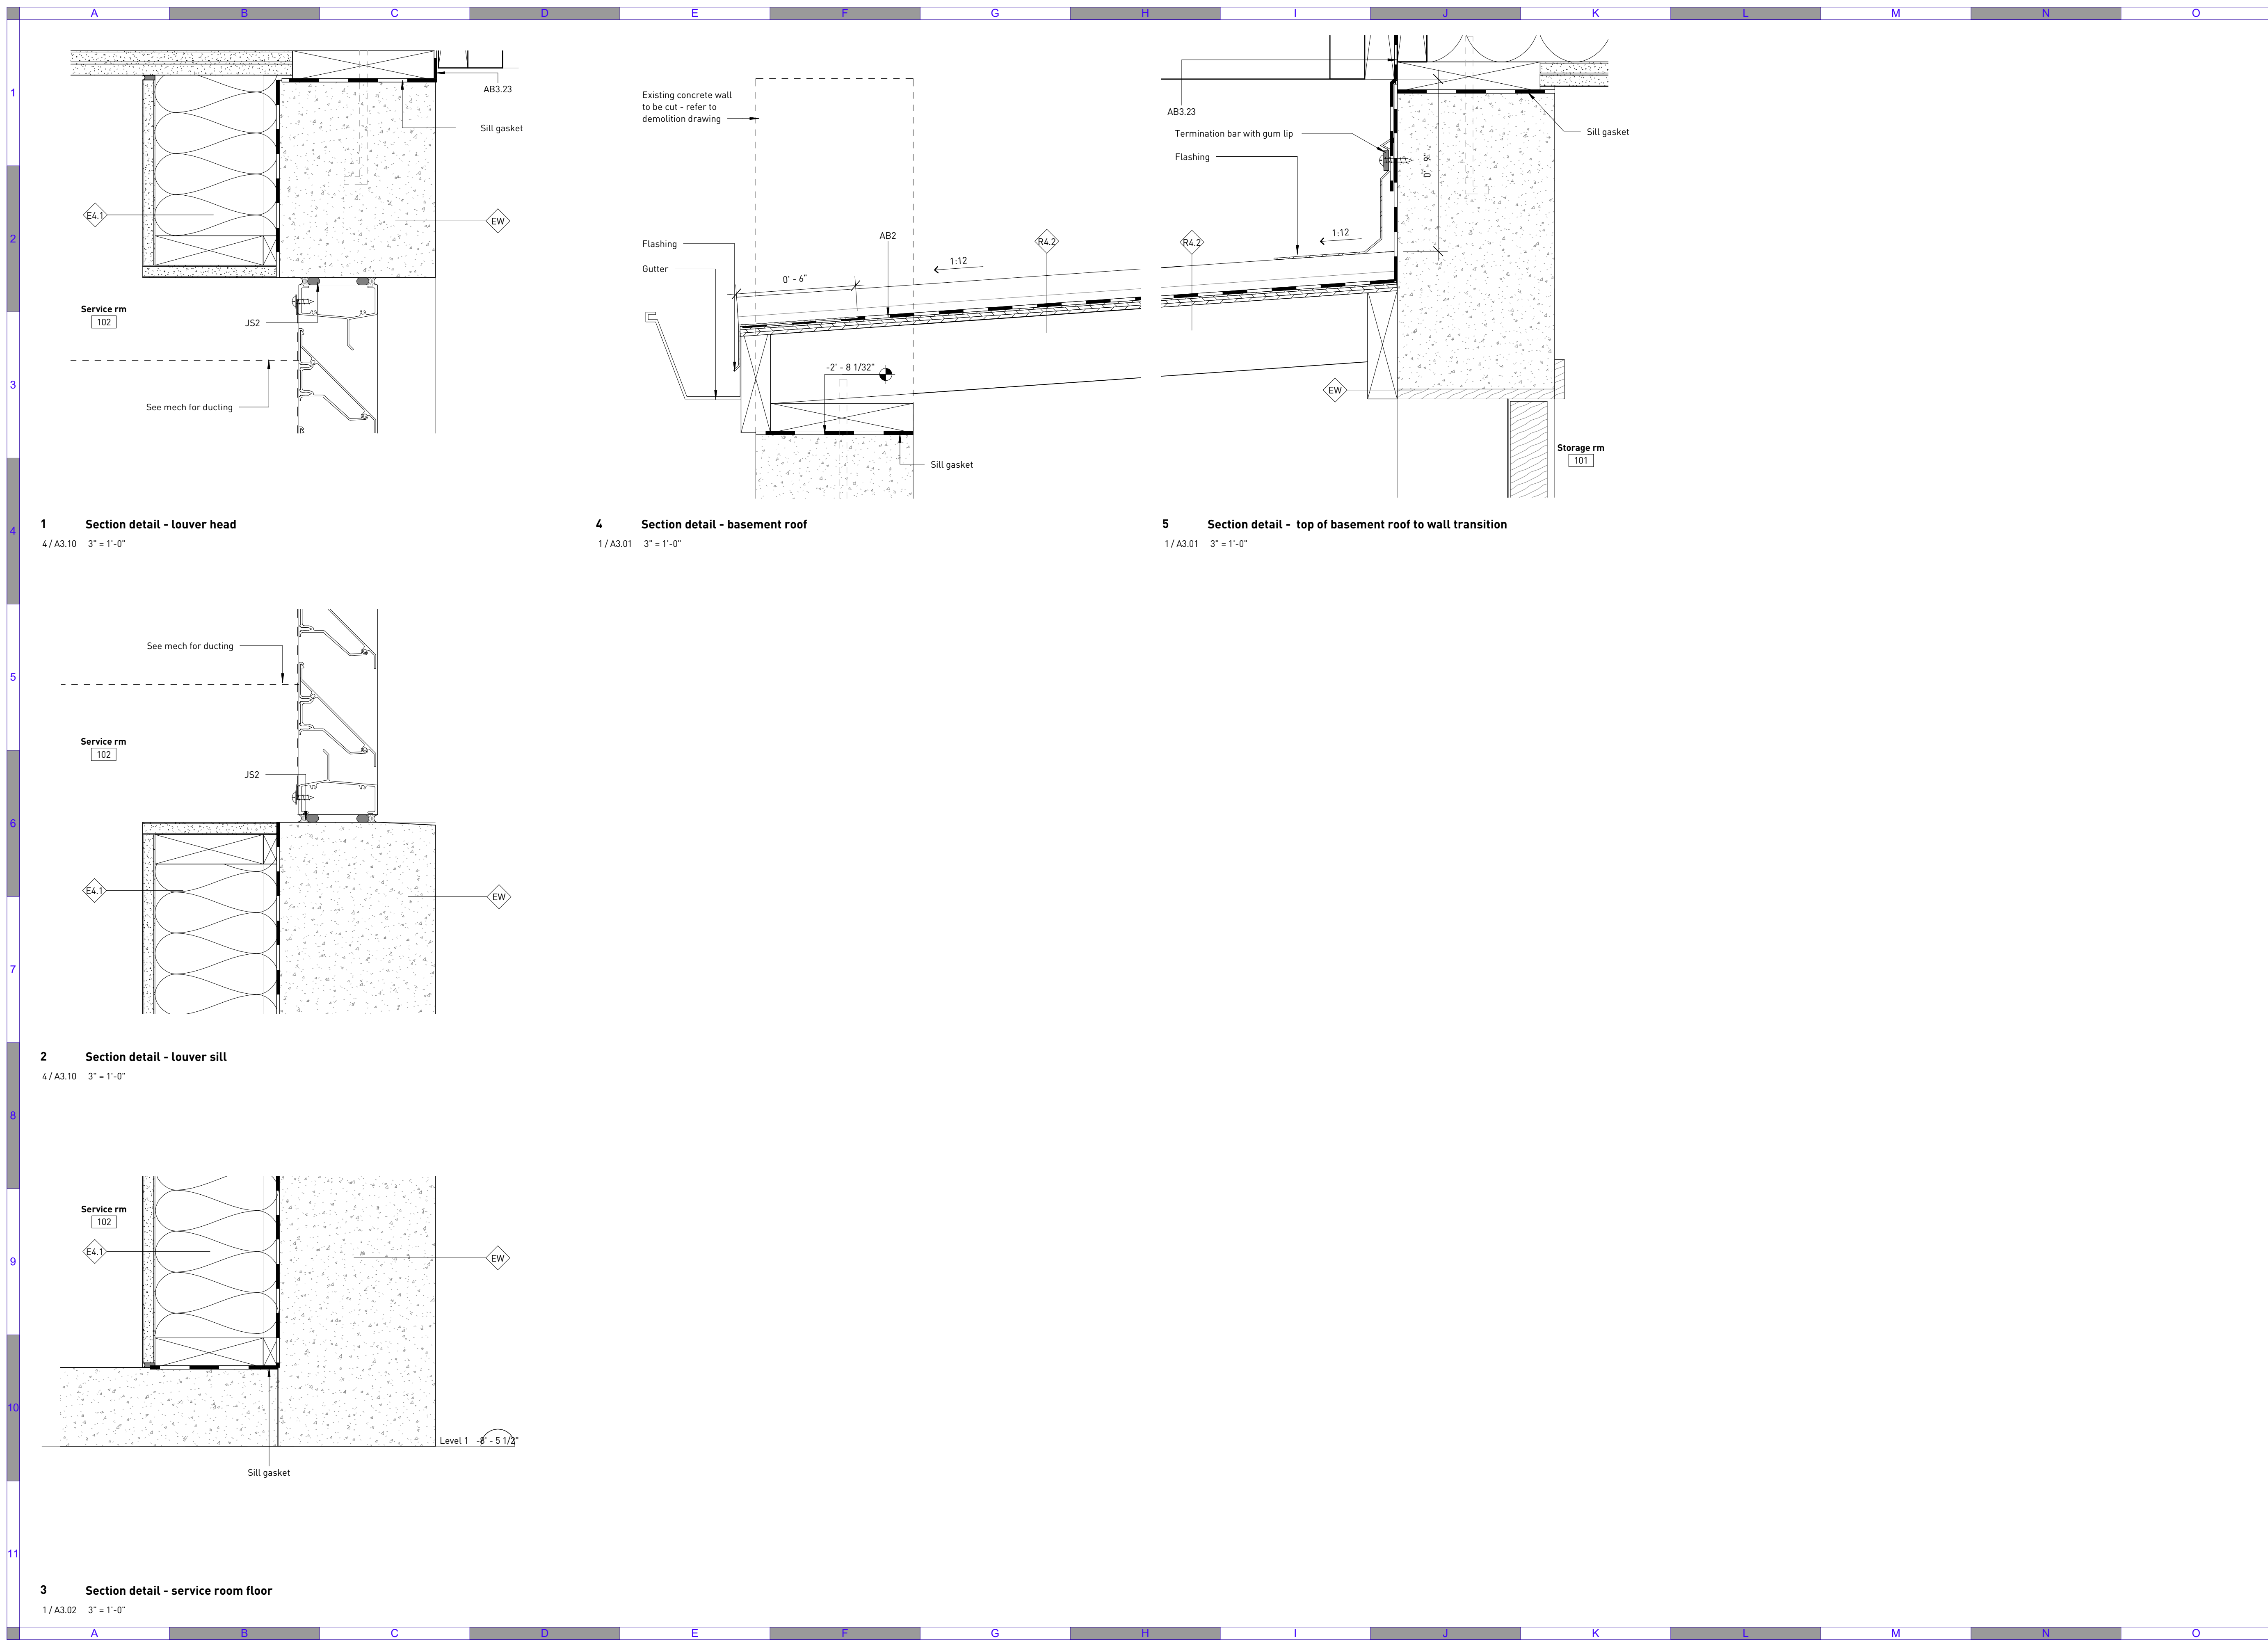 A B C D E F G H I J K L M N O
1
2
3
4
5
6
7
8
9
10
11
AB3.23
Sill gasket
E4.1
EW
Service rm
102
JS2
See mech for ducting
1 Section detail - louver head
4 / A3.10 3" = 1'-0"
Existing concrete wall
to be cut - refer to
demolition drawing
Flashing
Gutter
AB2
R4.2
1:12
0' - 6"
-2' - 8 1/32"
Sill gasket
4 Section detail - basement roof
1 / A3.01 3" = 1'-0"
AB3.23
Termination bar with gum lip
Flashing
Sill gasket
0' - 9"
R4.2
1:12
EW
Storage rm
101
5 Section detail - top of basement roof to wall transition
1 / A3.01 3" = 1'-0"
See mech for ducting
Service rm
102
JS2
E4.1
EW
2 Section detail - louver sill
4 / A3.10 3" = 1'-0"
Service rm
102
E4.1
EW
Level 1 -8' - 5 1/2"
Sill gasket
3 Section detail - service room floor
1 / A3.02 3" = 1'-0"
A B C D E F G H I J K L M N O